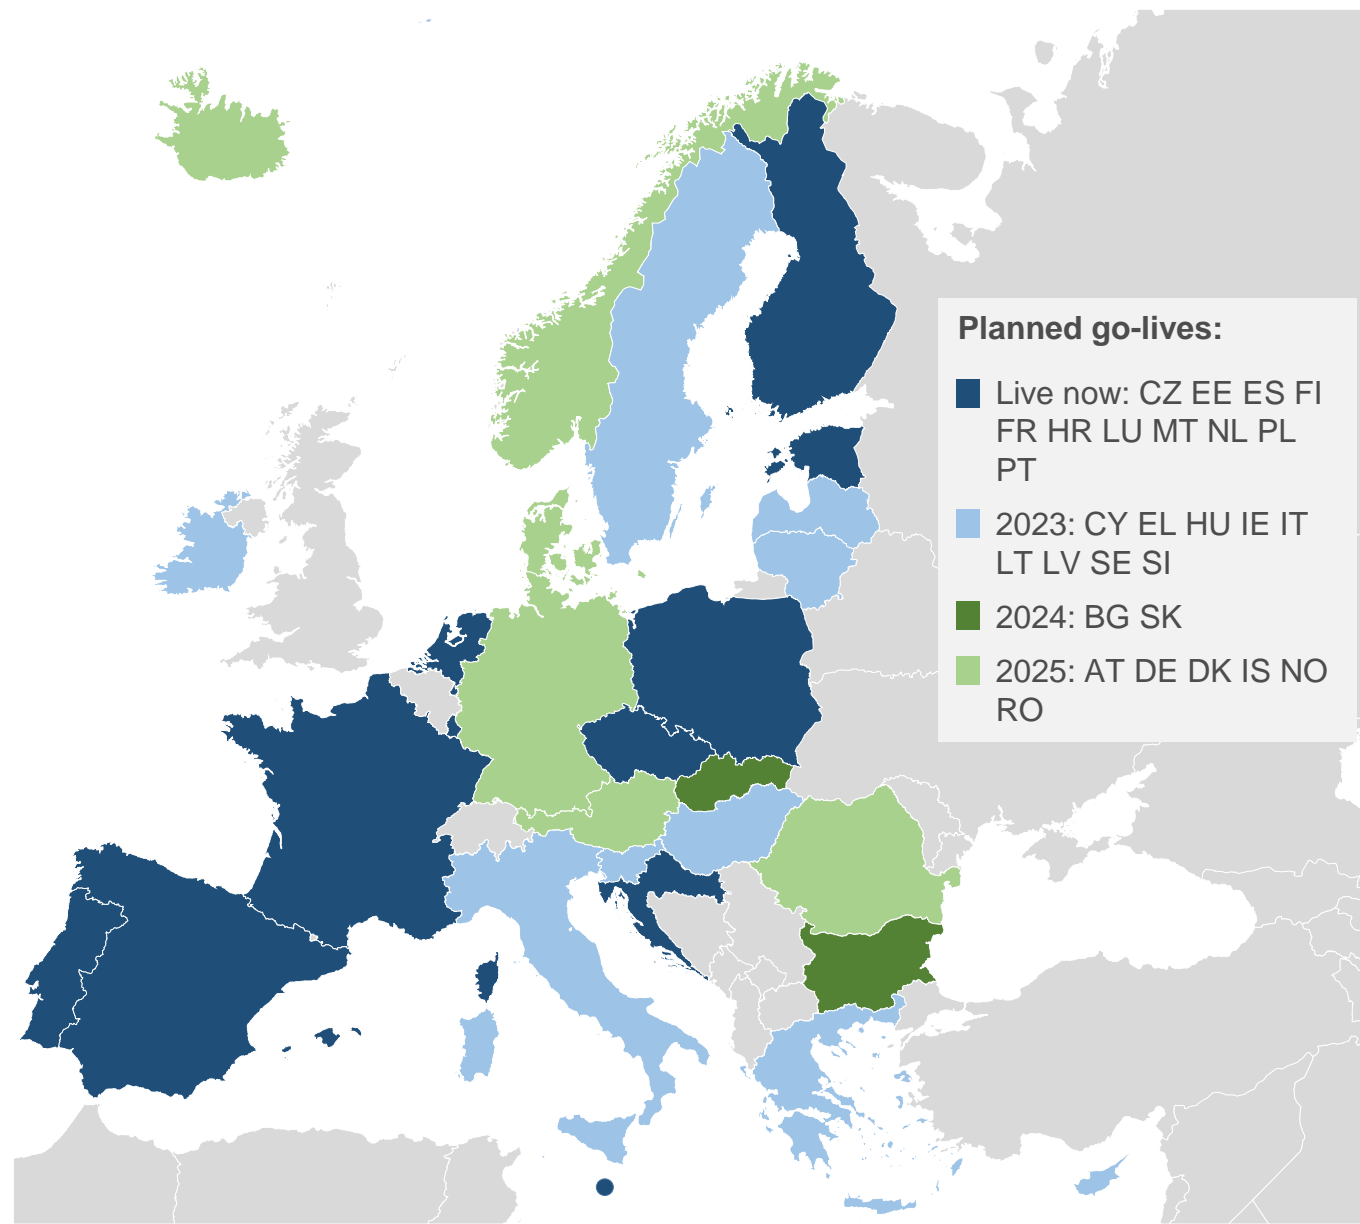 Planned go-lives:
Live now: CZ EE ES FI
FR HR LU MT NL PL
PT
2023: CY EL HU IE IT
LT LV SE SI
2024: BG SK
2025: AT DE DK IS NO
RO